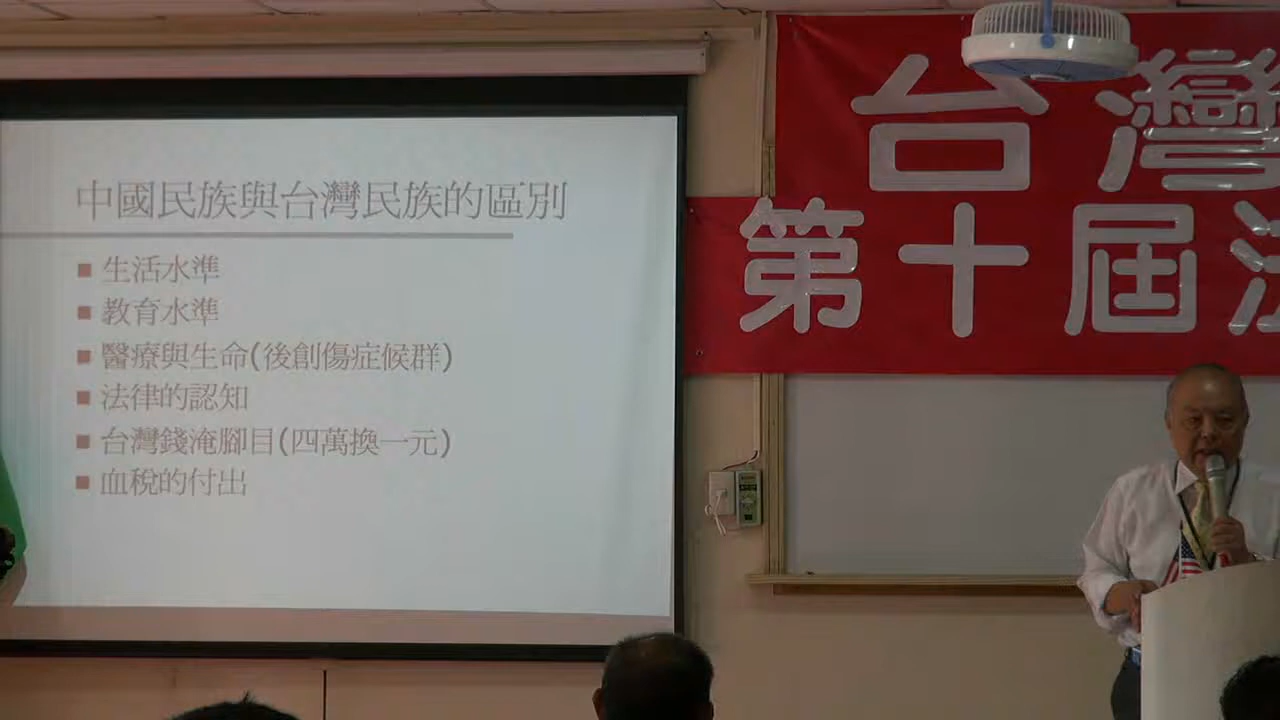 中國民族與台灣民族的區別
生活水準
教育水準
醫療與生命(後創傷症候群)
法律的認知
台灣錢淹腳目(四萬換一元)
血稅的付出
台灣
第十屆